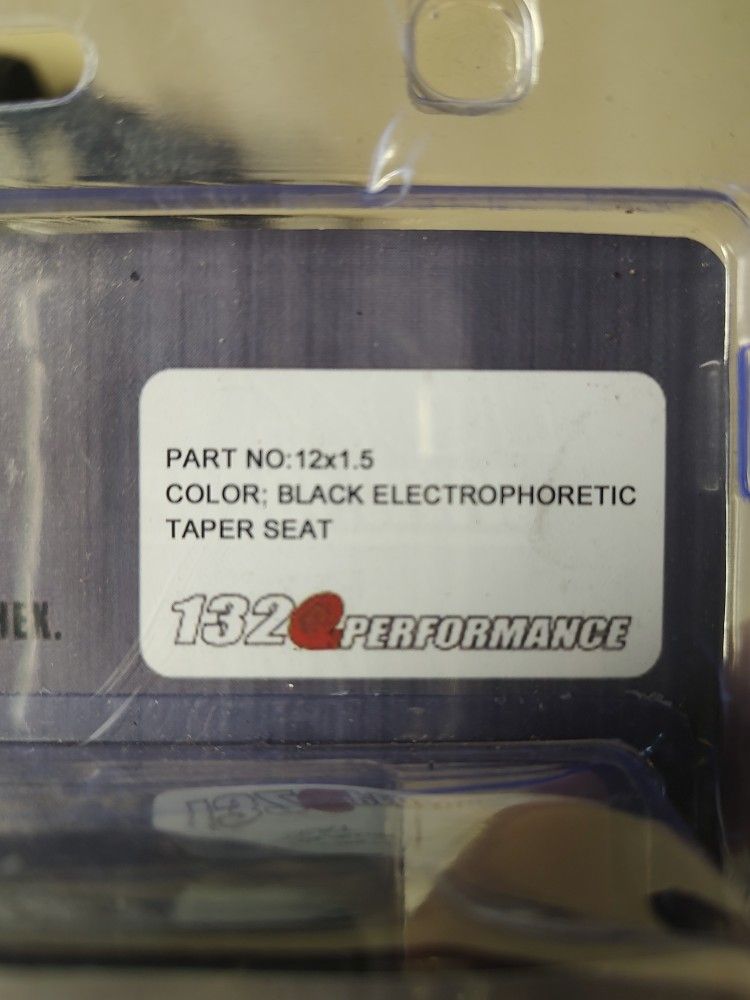 PART NO:12x1.5
COLOR; BLACK ELECTROPHORETIC
TAPER SEAT
HEX.
132 PERFORMANCE